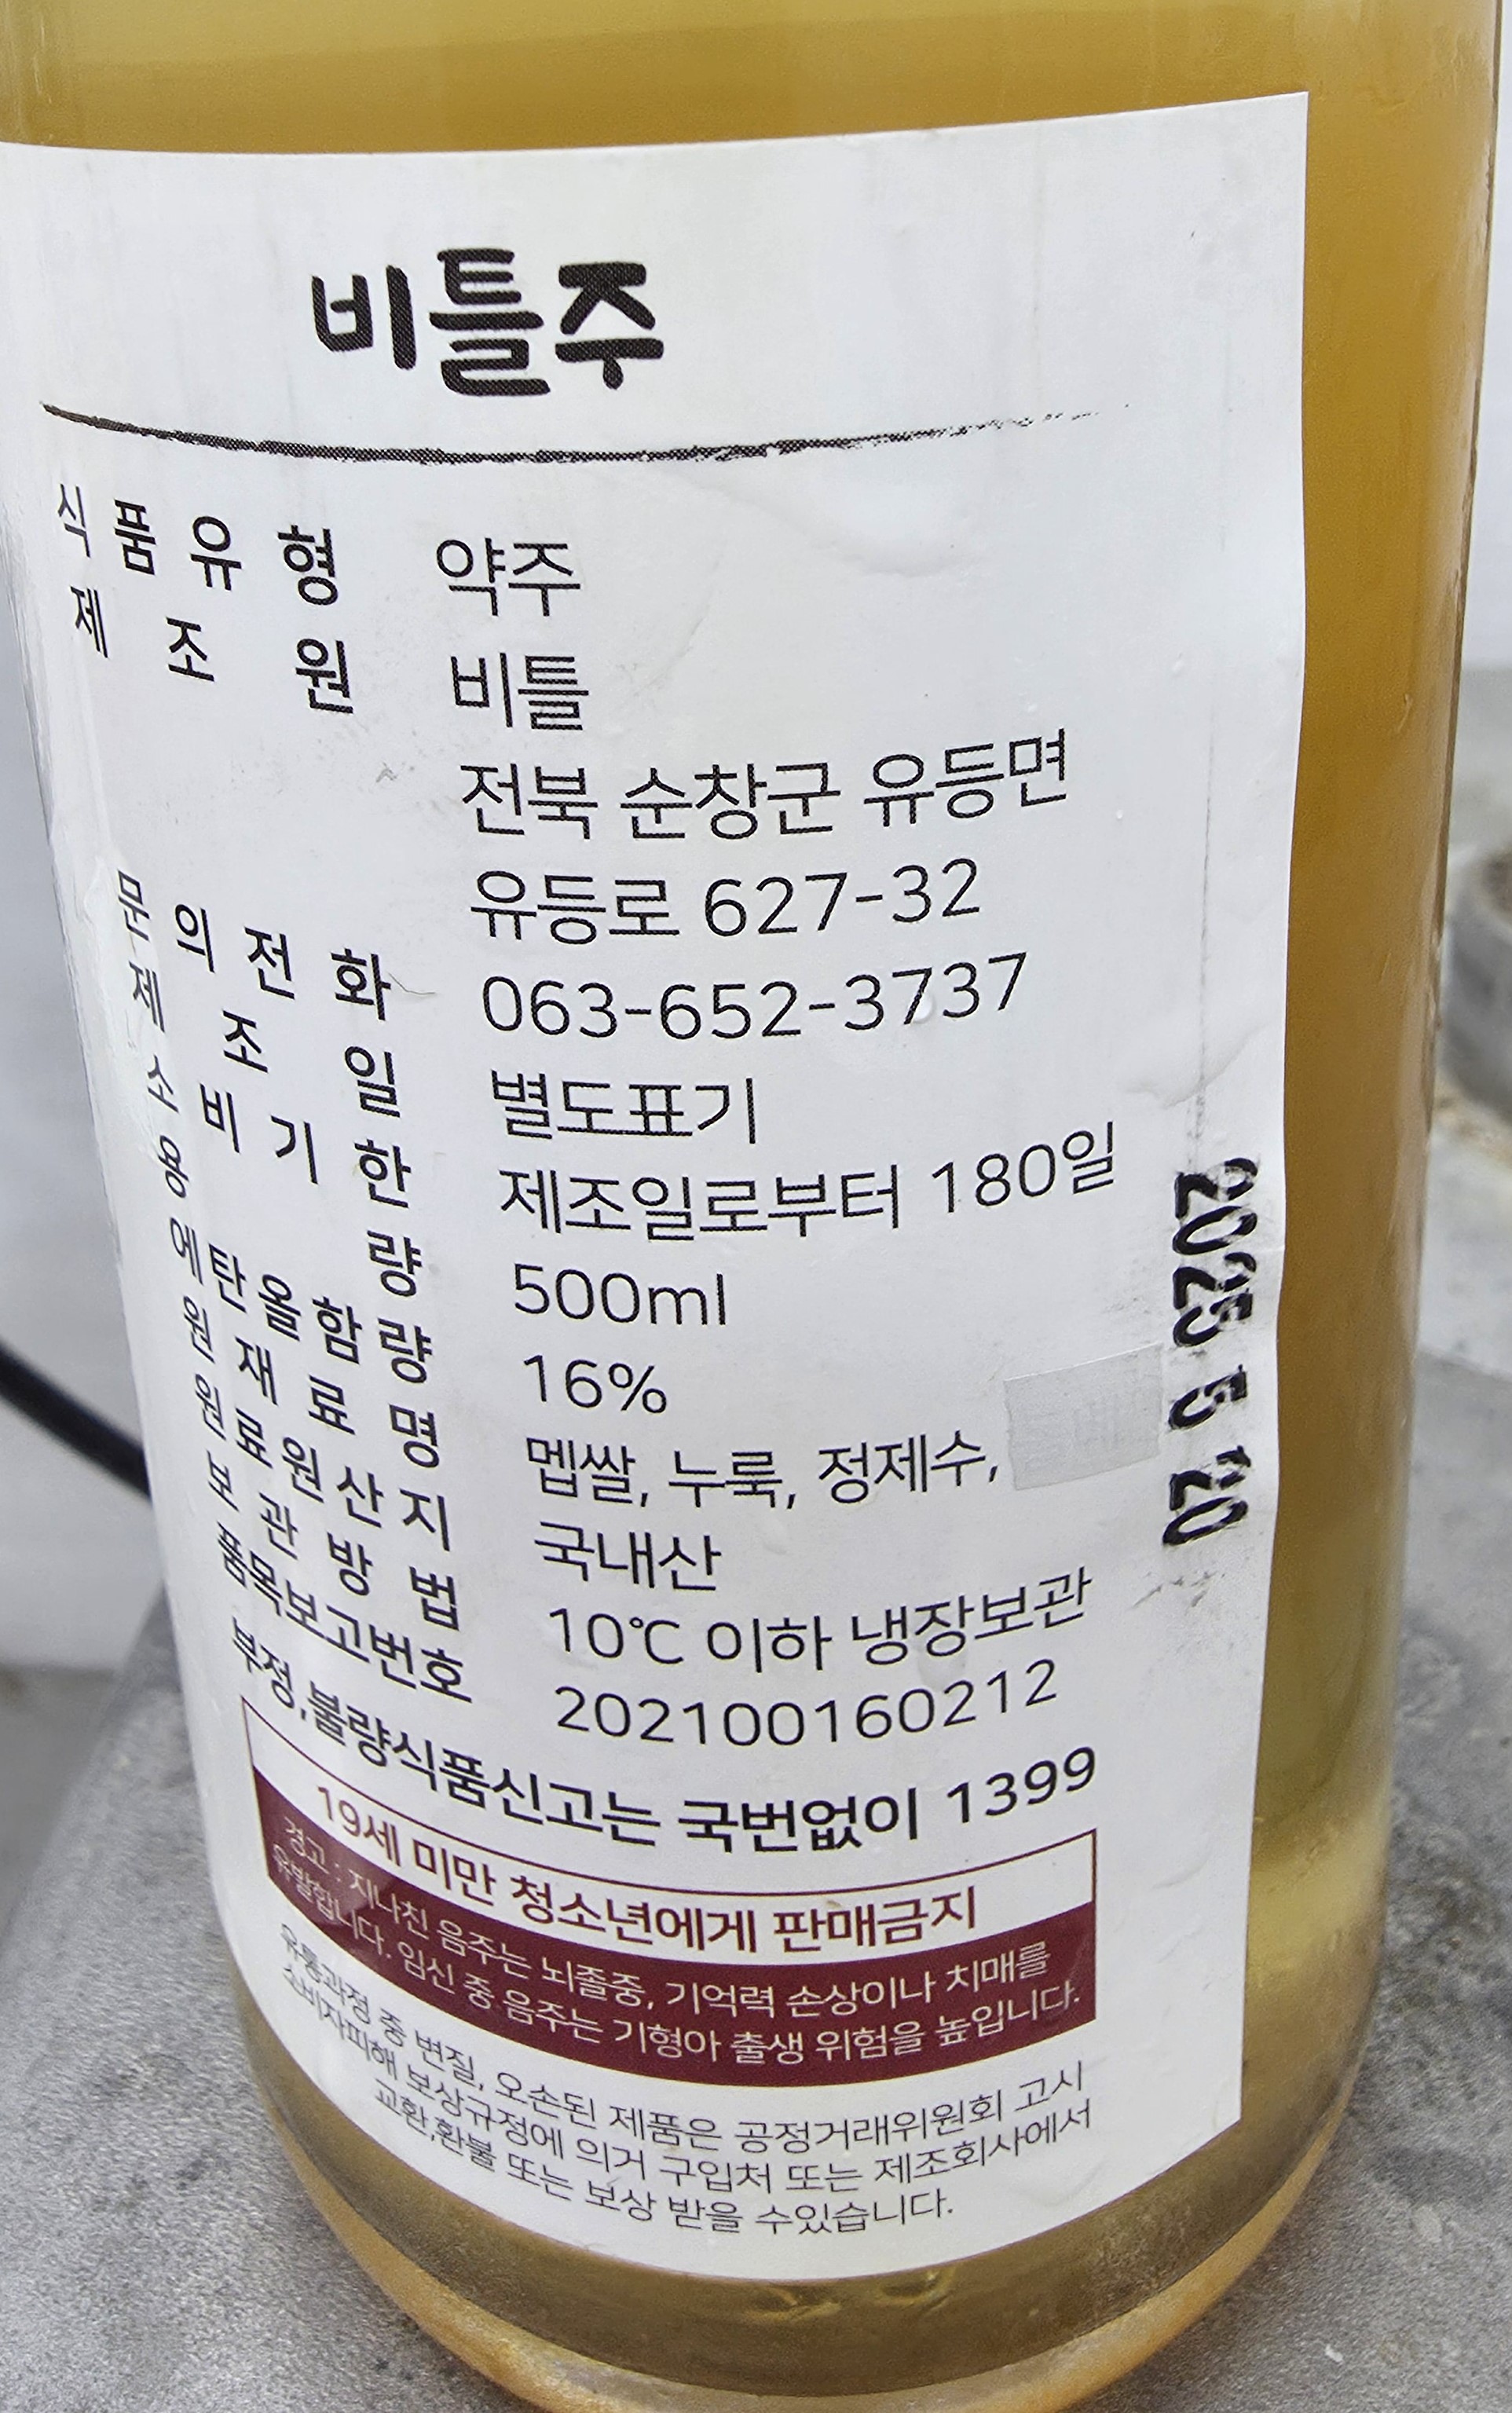 비틀주
식품유형 약주
제조원 비틀
전북 순창군 유등면
유등로 627-32
문의전화 063-652-3737
제조일 별도표기
소비기한 제조일로부터 180일
용량 500ml
에탄올함량 16%
원재료명 멥쌀, 누룩, 정제수,
원료원산지 국내산
보관방법 10℃ 이하 냉장보관
품목보고번호 202100160212
부정,불량식품신고는 국번없이 1399
19세 미만 청소년에게 판매금지
경고 : 지나친 음주는 뇌졸중, 기억력 손상이나 치매를
유발합니다. 임신 중 음주는 기형아 출생 위험을 높입니다.
유통과정 중 변질, 오손된 제품은 공정거래위원회 고시
소비자피해 보상규정에 의거 구입처 또는 제조회사에서
교환,환불 또는 보상 받을 수있습니다.
2025 5 20